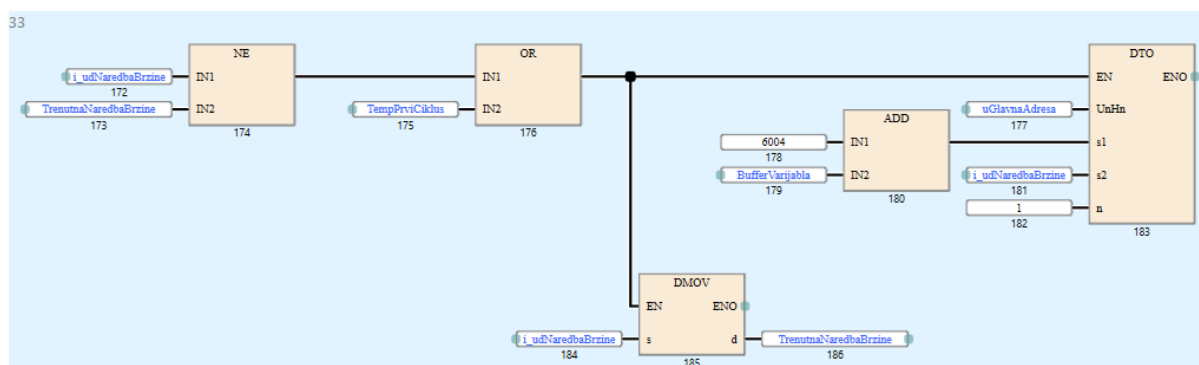 33
NE
i_udNaredbaBrzine
IN1
172
TrenutnaNaredbaBrzine
IN2
173
174
OR
IN1
TempPrviCiklus
IN2
175
176
DTO
EN
ENO
uGlavnaAdresa
UnHn
177
ADD
6004
IN1
s1
178
BufferVarijabla
IN2
179
180
i_udNaredbaBrzine
s2
181
1
n
182
183
DMOV
EN
ENO
i_udNaredbaBrzine
s
d
TrenutnaNaredbaBrzine
184
185
186